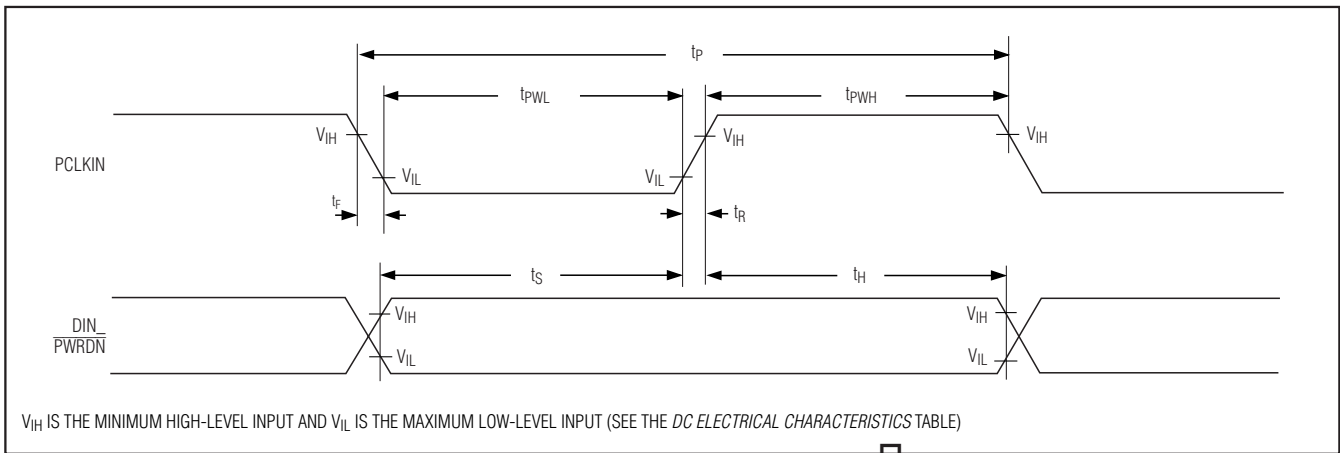 tP
tPWL tPWH
VIH VIH VIH
PCLKIN
VIL VIL
tF
tR
tS tH
VIH VIH
DIN_
PWRDN
VIL VIL
VIH IS THE MINIMUM HIGH-LEVEL INPUT AND VIL IS THE MAXIMUM LOW-LEVEL INPUT (SEE THE DC ELECTRICAL CHARACTERISTICS TABLE)